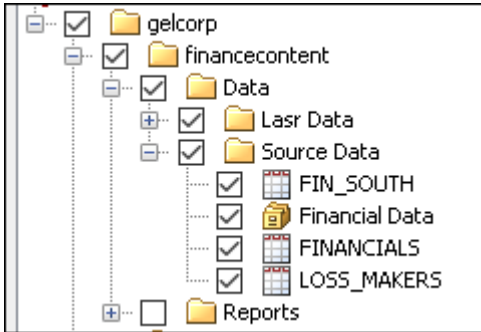 gelcorp
financecontent
Data
Lasr Data
Source Data
FIN_SOUTH
Financial Data
FINANCIALS
LOSS_MAKERS
Reports